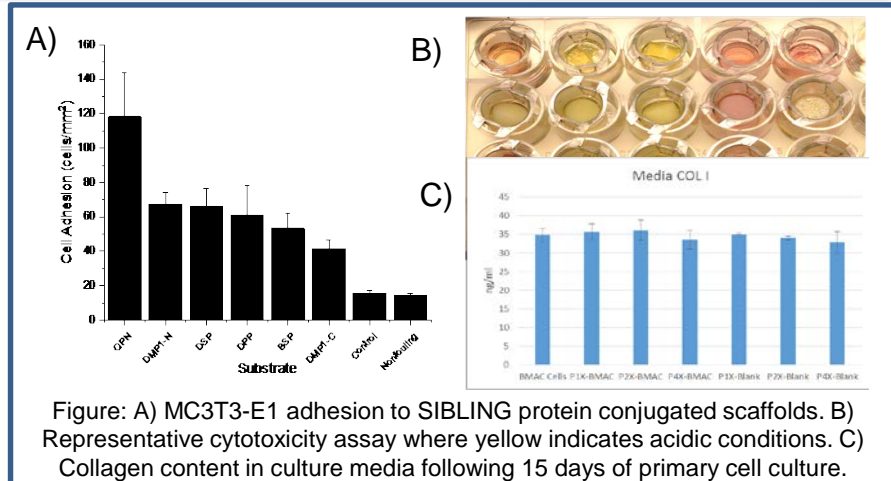 A)
160
140
120
100
80
60
40
20
0
Cell Adhesion (cells/mm²)
OPN
DMP1-N
DSP
DPP
BSP
DMP1-C
Control
Nonfouling
Substrate
B)
C)
Media COL I
45
40
35
30
25
20
15
10
5
0
ng/ml
BMAC Cells P1X-BMAC P2X-BMAC P4X-BMAC P1X-Blank P2X-Blank P4X-Blank
Figure: A) MC3T3-E1 adhesion to SIBLING protein conjugated scaffolds. B)
Representative cytotoxicity assay where yellow indicates acidic conditions. C)
Collagen content in culture media following 15 days of primary cell culture.